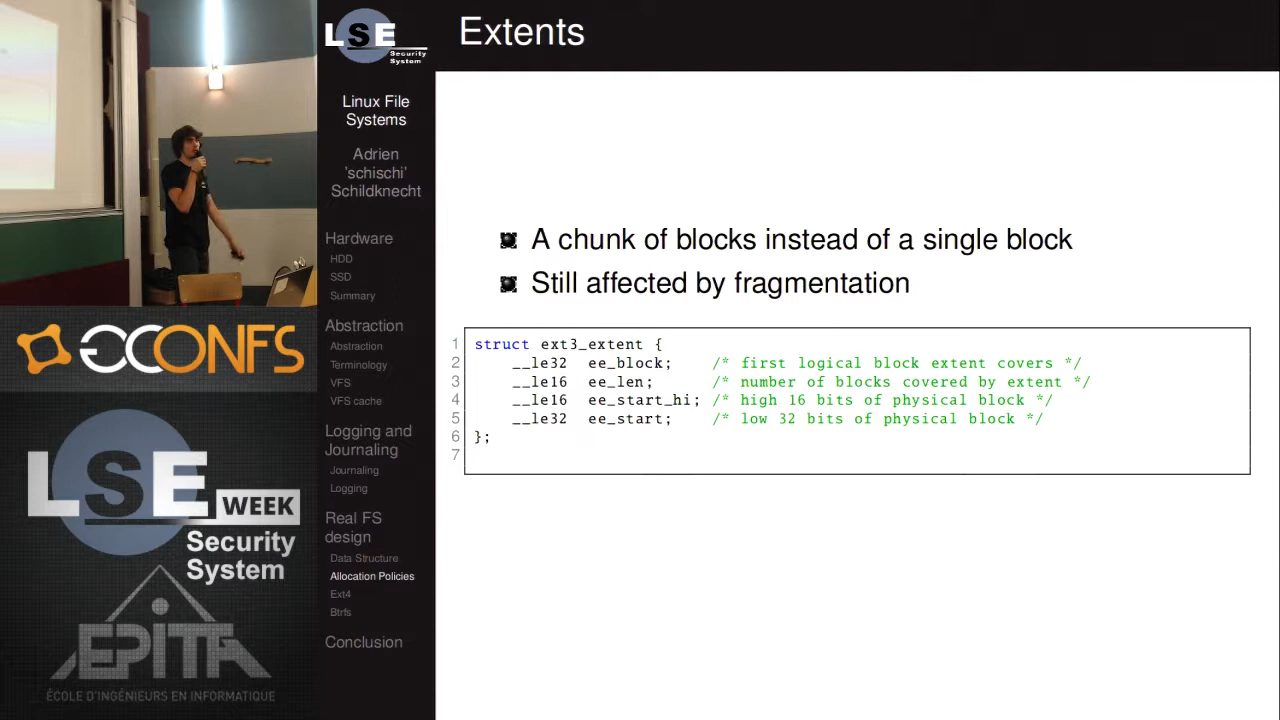 LSE
Security
System
Linux File
Systems
Adrien
'schischi'
Schildknecht
Hardware
HDD
SSD
Summary
Abstraction
Abstraction
Terminology
VFS
VFS cache
Logging and
Journaling
Journaling
Logging
Real FS
design
Data Structure
Allocation Policies
Ext4
Btrfs
Conclusion
Extents
A chunk of blocks instead of a single block
Still affected by fragmentation
1 struct ext3_extent {
2 __le32 ee_block; /* first logical block extent covers */
3 __le16 ee_len; /* number of blocks covered by extent */
4 __le16 ee_start_hi; /* high 16 bits of physical block */
5 __le32 ee_start; /* low 32 bits of physical block */
6 };
7
GCONFS
LSE WEEK
Security
System
EPITA
ÉCOLE D'INGÉNIEURS EN INFORMATIQUE